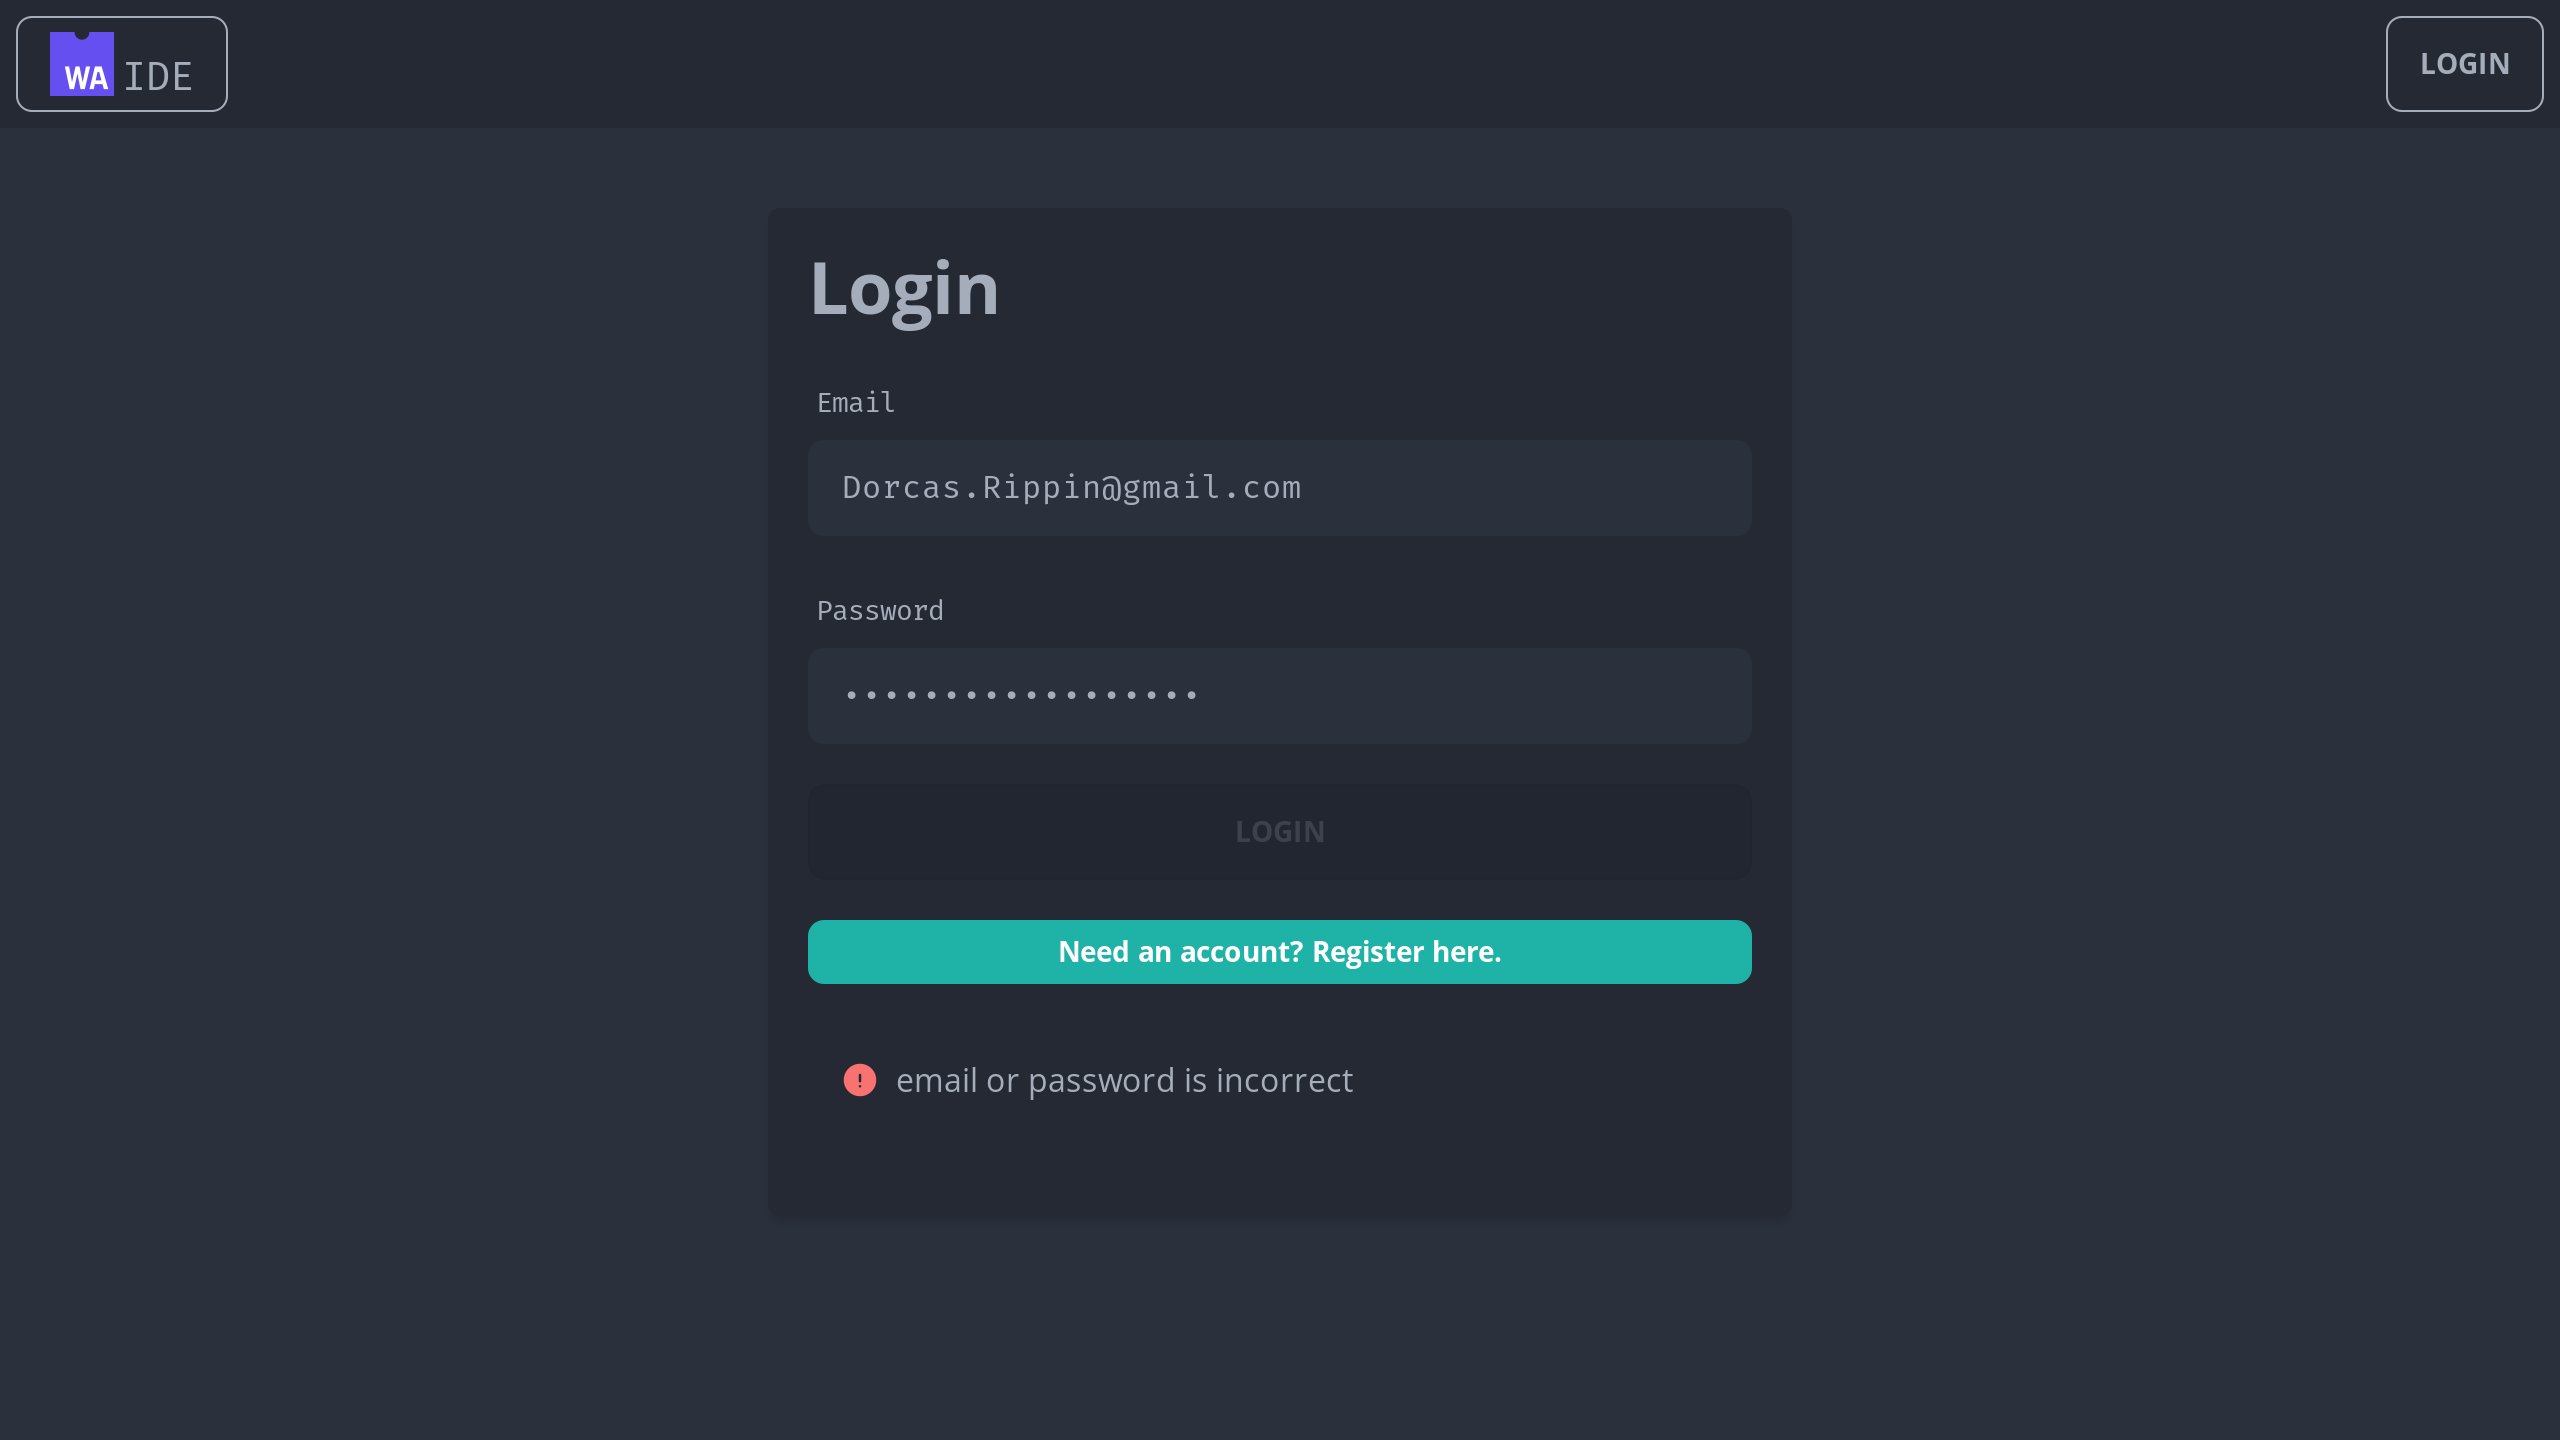 WA IDE
LOGIN
Login
Email
Dorcas.Rippin@gmail.com
Password
••••••••••••••••••
LOGIN
Need an account? Register here.
email or password is incorrect